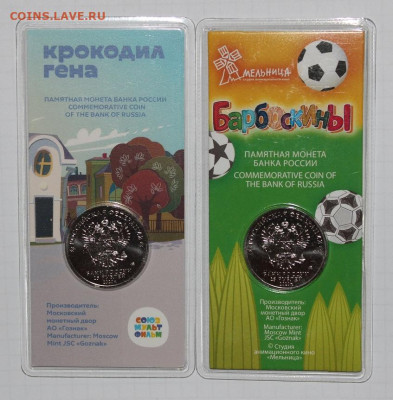 COINS.LAVE.RU
крокодил
гена
ПАМЯТНАЯ МОНЕТА БАНКА РОССИИ
COMMEMORATIVE COIN
OF THE BANK OF RUSSIA
Производитель:
Московский
монетный двор
АО «Гознак»
Manufacturer: Moscow
Mint, JSC «Goznak»
СОЮЗ
МУЛЬТ
ФИЛЬМ
МЕЛЬНИЦА
Барбоскины
ПАМЯТНАЯ МОНЕТА
БАНКА РОССИИ
COMMEMORATIVE COIN OF
THE BANK OF RUSSIA
Производитель:
Московский
монетный двор
АО «Гознак»
Manufacturer:
Moscow Mint
JSC «Goznak»
© Студия
анимационного кино
«Мельница»